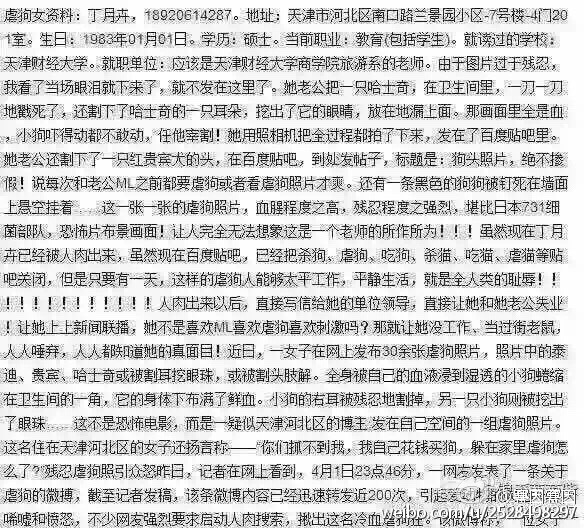 虐狗女资料：丁月卉，18920614287。地址：天津市河北区南口路兰景园小区-7号楼-4门20
1室。生日：1983年01月01日。学历：硕士。当前职业：教育(包括学生)。就读过的学校：
天津财经大学。就职单位：应该是天津财经大学商学院旅游系的老师。由于图片过于残忍，
我看了当场眼泪就下来了，就不发在这里了。她老公把一只哈士奇，在卫生间里，一刀一刀
地戳死了，还割下了哈士奇的一只耳朵，挖出了它的眼睛，放在地漏上面。那画面里全是血
，小狗吓得动都不敢动，任他宰割！她用照相机把全过程都拍了下来，发在了百度贴吧里。
她老公还割下了一只红贵宾犬的头，在百度贴吧，到处发帖子，标题是：狗头照片，绝不掺
假！说每次和老公ML之前都要虐狗或者看虐狗照片才爽。还有一条黑色的狗狗被钉死在墙面
上悬空挂着……这一张一张的虐狗照片，血腥程度之高，残忍程度之强烈，堪比日本731细
菌部队，恐怖片布景画面！让人完全无法想象这是一个老师的所作所为！！！虽然现在丁月
卉已经被人肉出来，虽然现在百度贴吧，已经把杀狗、虐狗、吃狗、杀猫、吃猫、虐猫等贴
吧关闭，但是只要有一天，这样的虐狗人能够太平工作，平静生活，就是全人类的耻辱！！
！！！！！！！！！！！人肉出来以后，直接写信给她的单位领导，直接让她和她老公失业
！让她上上新闻联播，她不是喜欢ML喜欢虐狗喜欢刺激吗？那就让她没工作、当过街老鼠，
人人唾弃，人人都知道她的真面目！近日，一女子在网上发布30余张虐狗照片，照片中的泰
迪、贵宾、哈士奇或被割耳挖眼珠，或被割头肢解。全身被自己的血液浸到湿透的小狗蜷缩
在卫生间的一角，它的身体下布满了鲜血。小狗的右耳被残忍地割掉，另一只小狗则被挖出
了眼珠……这不是恐怖电影，而是一疑似天津河北区的博主发在自己空间的一组虐狗照片。
这名住在天津河北区的女子还扬言称——“你们抓不到我，我自己花钱买狗，躲在家里虐狗怎
么了?”残忍虐狗照引众怒昨日，记者在网上看到，4月1日23点46分，一网友发表了一条关于
虐狗的微博，截至记者发稿，该条微博内容已经迅速转发近200次，引起爱
唏嘘和愤怒，不少网友强烈要求启动人肉搜索，揪出这名冷血虐狗狂。该微博称，一位女子
weibo.com/u/2528498297